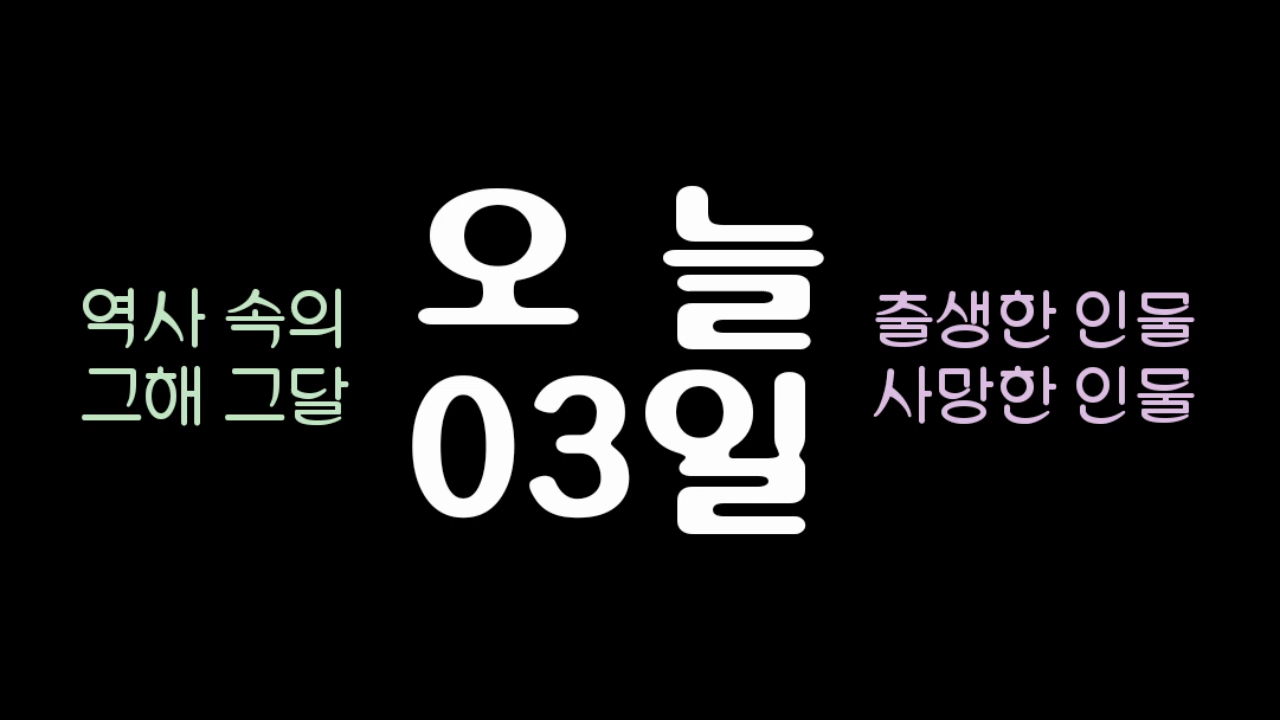 역사 속의
그해 그달
오 늘
03일
출생한 인물
사망한 인물